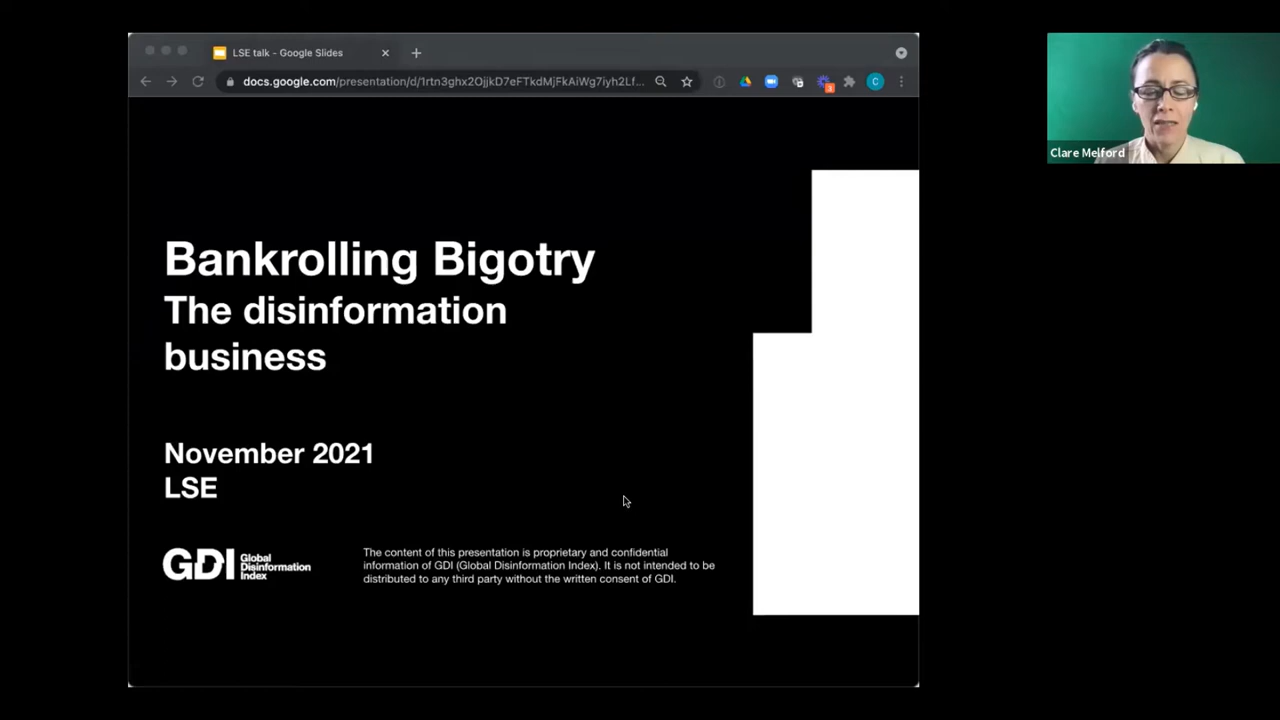 LSE talk - Google Slides
docs.google.com/presentation/d/1rtn3ghx2OjjkD7eFTkdMjFkAiWg7iyh2Lf...
3
C
Clare Melford
Bankrolling Bigotry
The disinformation
business
November 2021
LSE
GDI
Global
Disinformation
Index
The content of this presentation is proprietary and confidential
information of GDI (Global Disinformation Index). It is not intended to be
distributed to any third party without the written consent of GDI.